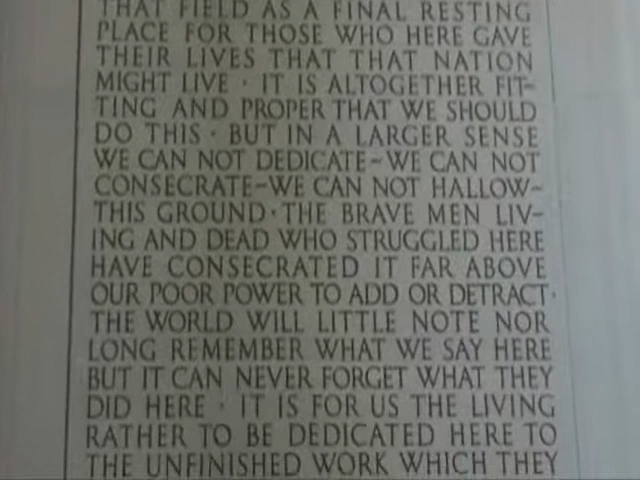 THAT FIELD AS A FINAL RESTING
PLACE FOR THOSE WHO HERE GAVE
THEIR LIVES THAT THAT NATION
MIGHT LIVE · IT IS ALTOGETHER FIT-
TING AND PROPER THAT WE SHOULD
DO THIS · BUT IN A LARGER SENSE
WE CAN NOT DEDICATE~WE CAN NOT
CONSECRATE~WE CAN NOT HALLOW~
THIS GROUND·THE BRAVE MEN LIV-
ING AND DEAD WHO STRUGGLED HERE
HAVE CONSECRATED IT FAR ABOVE
OUR POOR POWER TO ADD OR DETRACT·
THE WORLD WILL LITTLE NOTE NOR
LONG REMEMBER WHAT WE SAY HERE
BUT IT CAN NEVER FORGET WHAT THEY
DID HERE · IT IS FOR US THE LIVING
RATHER TO BE DEDICATED HERE TO
THE UNFINISHED WORK WHICH THEY